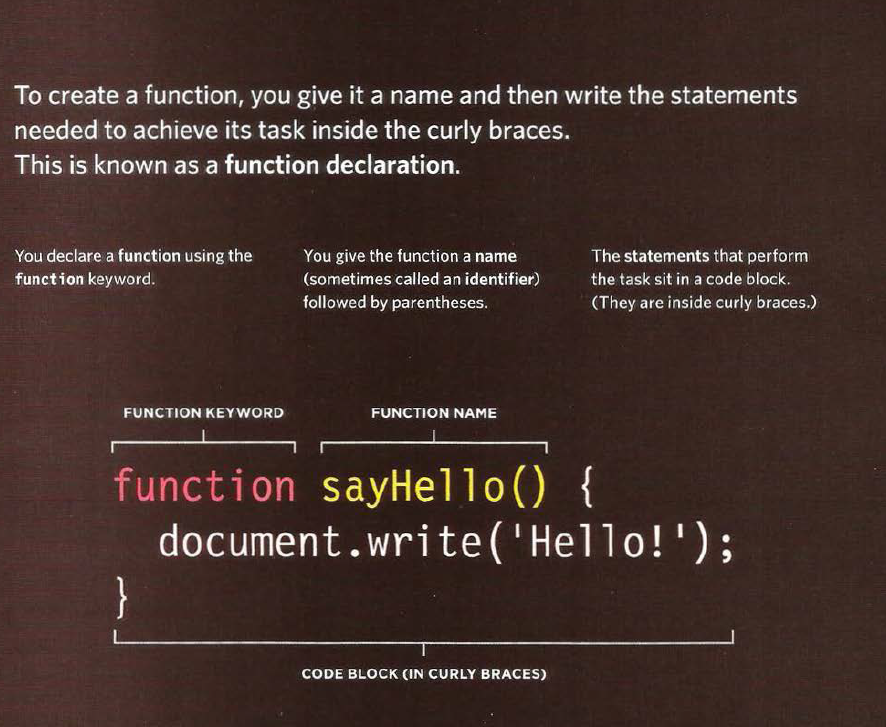 To create a function, you give it a name and then write the statements
needed to achieve its task inside the curly braces.
This is known as a function declaration.
You declare a function using the
function keyword.
You give the function a name
(sometimes called an identifier)
followed by parentheses.
The statements that perform
the task sit in a code block.
(They are inside curly braces.)
FUNCTION KEYWORD
FUNCTION NAME
function sayHello() {
document.write('Hello!');
}
CODE BLOCK (IN CURLY BRACES)